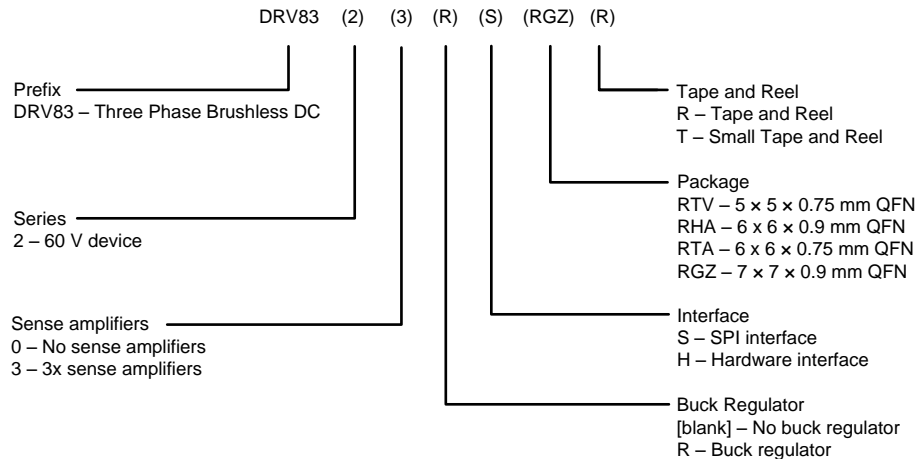 DRV83 (2) (3) (R) (S) (RGZ) (R)
Prefix
DRV83 – Three Phase Brushless DC
Series
2 – 60 V device
Sense amplifiers
0 – No sense amplifiers
3 – 3x sense amplifiers
Tape and Reel
R – Tape and Reel
T – Small Tape and Reel
Package
RTV – 5 × 5 × 0.75 mm QFN
RHA – 6 x 6 × 0.9 mm QFN
RTA – 6 x 6 × 0.75 mm QFN
RGZ – 7 × 7 × 0.9 mm QFN
Interface
S – SPI interface
H – Hardware interface
Buck Regulator
[blank] – No buck regulator
R – Buck regulator